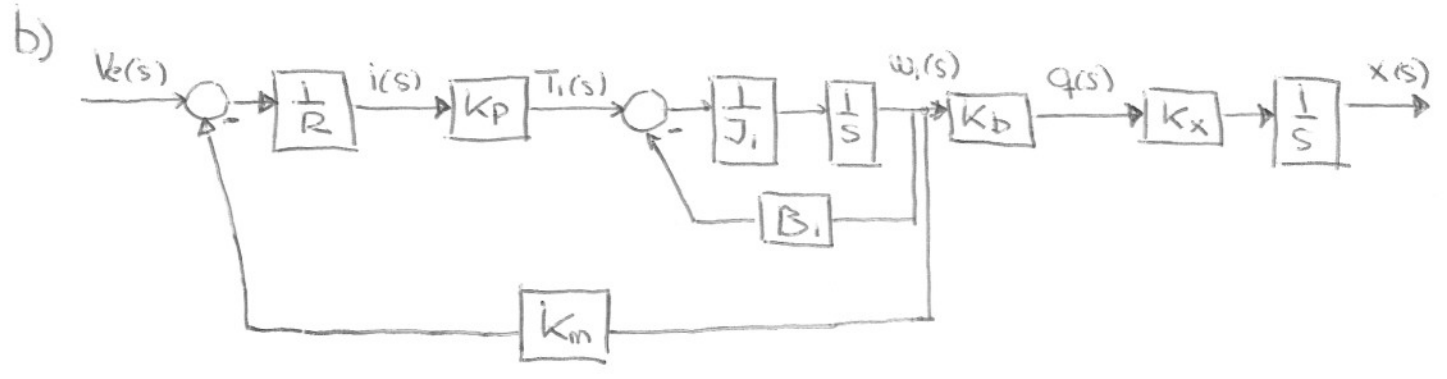 b)
Ve(s)
-
1/R
i(s)
Kp
T₁(s)
-
1/J₁
1/S
ω₁(s)
Kb
q(s)
Kx
1/S
x(s)
B₁
Km